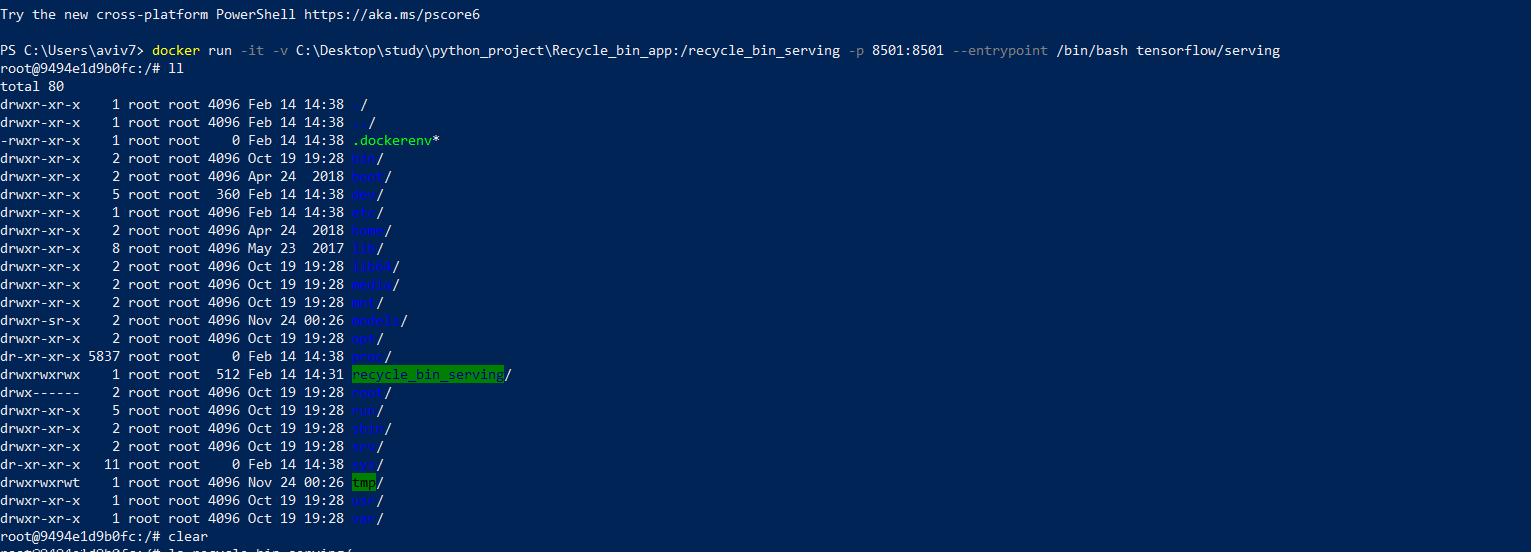 Try the new cross-platform PowerShell https://aka.ms/pscore6
PS C:\Users\aviv7> docker run -it -v C:\Desktop\study\python_project\Recycle_bin_app:/recycle_bin_serving -p 8501:8501 --entrypoint /bin/bash tensorflow/serving
root@9494e1d9b0fc:/# ll
total 80
drwxr-xr-x    1 root root 4096 Feb 14 14:38 ./
drwxr-xr-x    1 root root 4096 Feb 14 14:38 ../
-rwxr-xr-x    1 root root    0 Feb 14 14:38 .dockerenv*
drwxr-xr-x    2 root root 4096 Oct 19 19:28 bin/
drwxr-xr-x    2 root root 4096 Apr 24  2018 boot/
drwxr-xr-x    5 root root  360 Feb 14 14:38 dev/
drwxr-xr-x    1 root root 4096 Feb 14 14:38 etc/
drwxr-xr-x    2 root root 4096 Apr 24  2018 home/
drwxr-xr-x    8 root root 4096 May 23  2017 lib/
drwxr-xr-x    2 root root 4096 Oct 19 19:28 lib64/
drwxr-xr-x    2 root root 4096 Oct 19 19:28 media/
drwxr-xr-x    2 root root 4096 Oct 19 19:28 mnt/
drwxr-sr-x    2 root root 4096 Nov 24 00:26 models/
drwxr-xr-x    2 root root 4096 Oct 19 19:28 opt/
dr-xr-xr-x 5837 root root    0 Feb 14 14:38 proc/
drwxrwxrwx    1 root root  512 Feb 14 14:31 recycle_bin_serving/
drwx------    2 root root 4096 Oct 19 19:28 root/
drwxr-xr-x    5 root root 4096 Oct 19 19:28 run/
drwxr-xr-x    2 root root 4096 Oct 19 19:28 sbin/
drwxr-xr-x    2 root root 4096 Oct 19 19:28 srv/
dr-xr-xr-x   11 root root    0 Feb 14 14:38 sys/
drwxrwxrwt    1 root root 4096 Nov 24 00:26 tmp/
drwxr-xr-x    1 root root 4096 Oct 19 19:28 usr/
drwxr-xr-x    1 root root 4096 Oct 19 19:28 var/
root@9494e1d9b0fc:/# clear